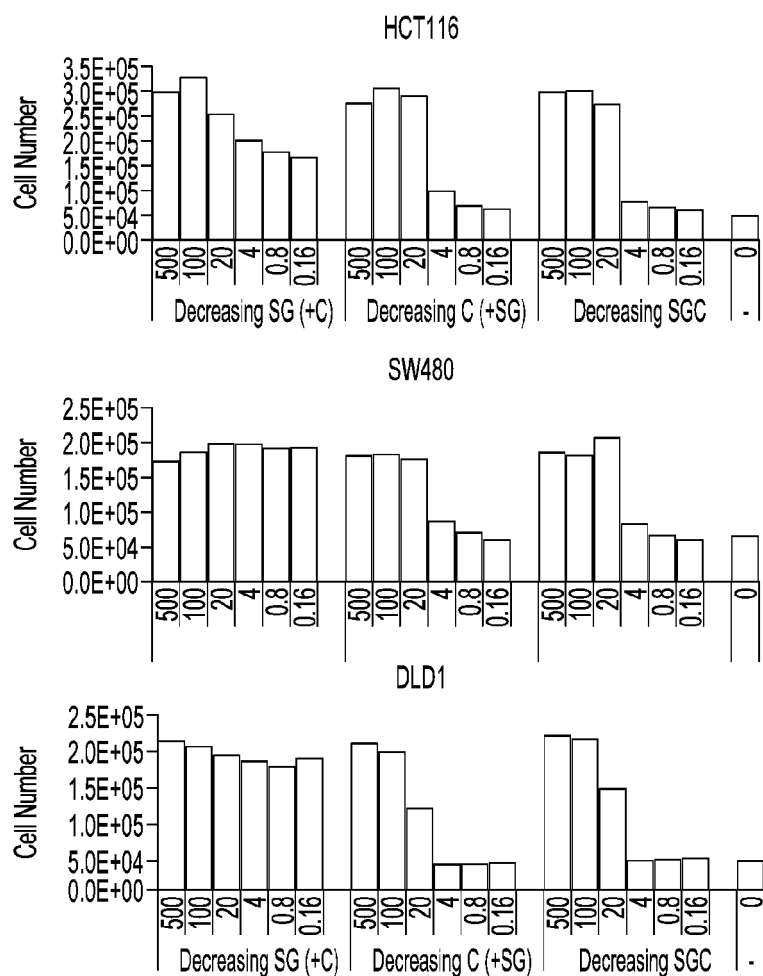 HCT116
Cell Number
3.5E+05
3.0E+05
2.5E+05
2.0E+05
1.5E+05
1.0E+05
5.0E+04
0.0E+00
500 100 20 4 0.8 0.16 500 100 20 4 0.8 0.16 500 100 20 4 0.8 0.16 0
Decreasing SG (+C) Decreasing C (+SG) Decreasing SGC -
SW480
Cell Number
2.5E+05
2.0E+05
1.5E+05
1.0E+05
5.0E+04
0.0E+00
500 100 20 4 0.8 0.16 500 100 20 4 0.8 0.16 500 100 20 4 0.8 0.16 0
DLD1
Cell Number
2.5E+05
2.0E+05
1.5E+05
1.0E+05
5.0E+04
0.0E+00
500 100 20 4 0.8 0.16 500 100 20 4 0.8 0.16 500 100 20 4 0.8 0.16 0
Decreasing SG (+C) Decreasing C (+SG) Decreasing SGC -